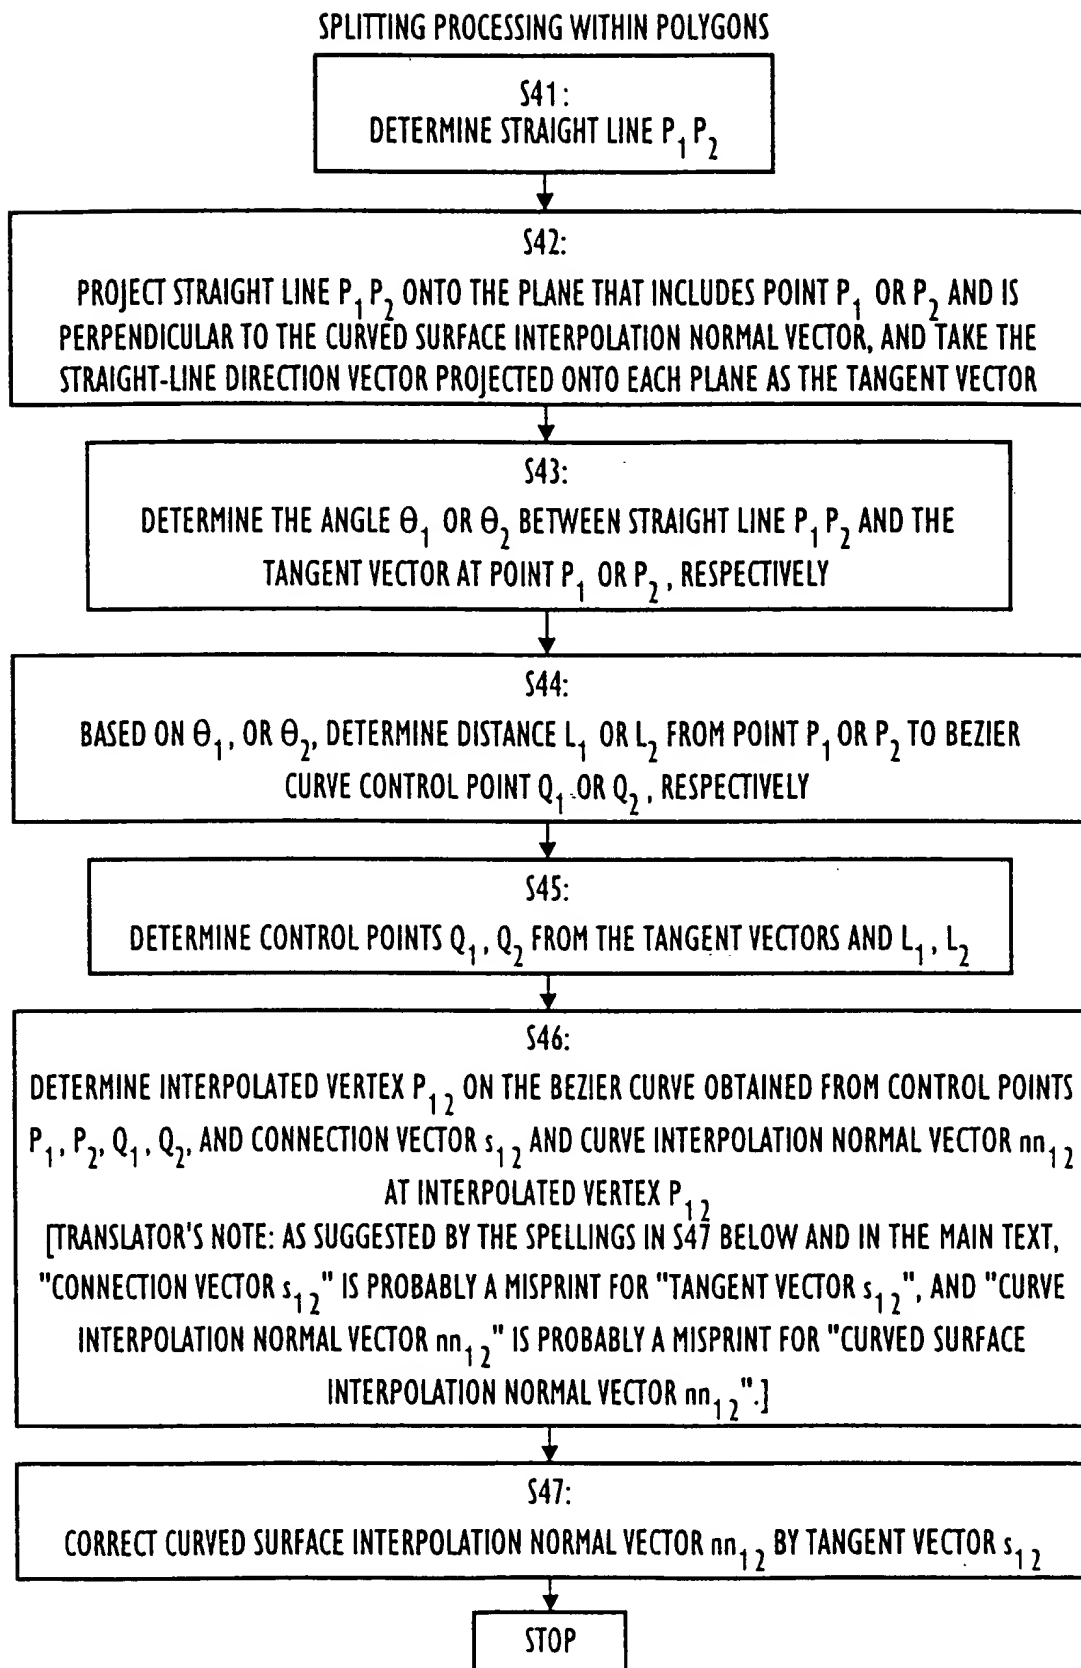 SPLITTING PROCESSING WITHIN POLYGONS
S41:
DETERMINE STRAIGHT LINE P₁ P₂
S42:
PROJECT STRAIGHT LINE P₁ P₂ ONTO THE PLANE THAT INCLUDES POINT P₁ OR P₂ AND IS
PERPENDICULAR TO THE CURVED SURFACE INTERPOLATION NORMAL VECTOR, AND TAKE THE
STRAIGHT-LINE DIRECTION VECTOR PROJECTED ONTO EACH PLANE AS THE TANGENT VECTOR
S43:
DETERMINE THE ANGLE θ₁ OR θ₂ BETWEEN STRAIGHT LINE P₁ P₂ AND THE
TANGENT VECTOR AT POINT P₁ OR P₂, RESPECTIVELY
S44:
BASED ON θ₁, OR θ₂, DETERMINE DISTANCE L₁ OR L₂ FROM POINT P₁ OR P₂ TO BEZIER
CURVE CONTROL POINT Q₁ OR Q₂, RESPECTIVELY
S45:
DETERMINE CONTROL POINTS Q₁, Q₂ FROM THE TANGENT VECTORS AND L₁, L₂
S46:
DETERMINE INTERPOLATED VERTEX P₁₂ ON THE BEZIER CURVE OBTAINED FROM CONTROL POINTS
P₁, P₂, Q₁, Q₂, AND CONNECTION VECTOR s₁₂ AND CURVE INTERPOLATION NORMAL VECTOR nn₁₂
AT INTERPOLATED VERTEX P₁₂
[TRANSLATOR'S NOTE: AS SUGGESTED BY THE SPELLINGS IN S47 BELOW AND IN THE MAIN TEXT,
"CONNECTION VECTOR s₁₂" IS PROBABLY A MISPRINT FOR "TANGENT VECTOR s₁₂", AND "CURVE
INTERPOLATION NORMAL VECTOR nn₁₂" IS PROBABLY A MISPRINT FOR "CURVED SURFACE
INTERPOLATION NORMAL VECTOR nn₁₂".]
S47:
CORRECT CURVED SURFACE INTERPOLATION NORMAL VECTOR nn₁₂ BY TANGENT VECTOR s₁₂
STOP